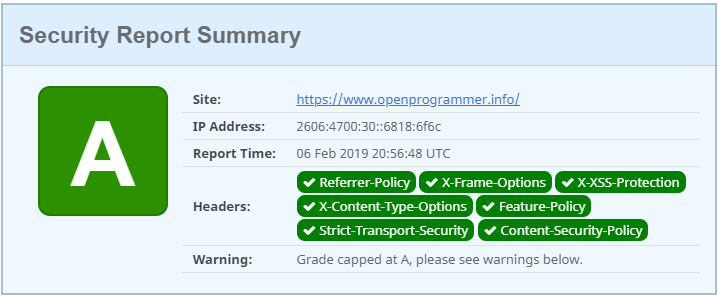 Security Report Summary
A
Site: https://www.openprogrammer.info/
IP Address: 2606:4700:30::6818:6f6c
Report Time: 06 Feb 2019 20:56:48 UTC
Headers: Referrer-Policy X-Frame-Options X-XSS-Protection
X-Content-Type-Options Feature-Policy
Strict-Transport-Security Content-Security-Policy
Warning: Grade capped at A, please see warnings below.